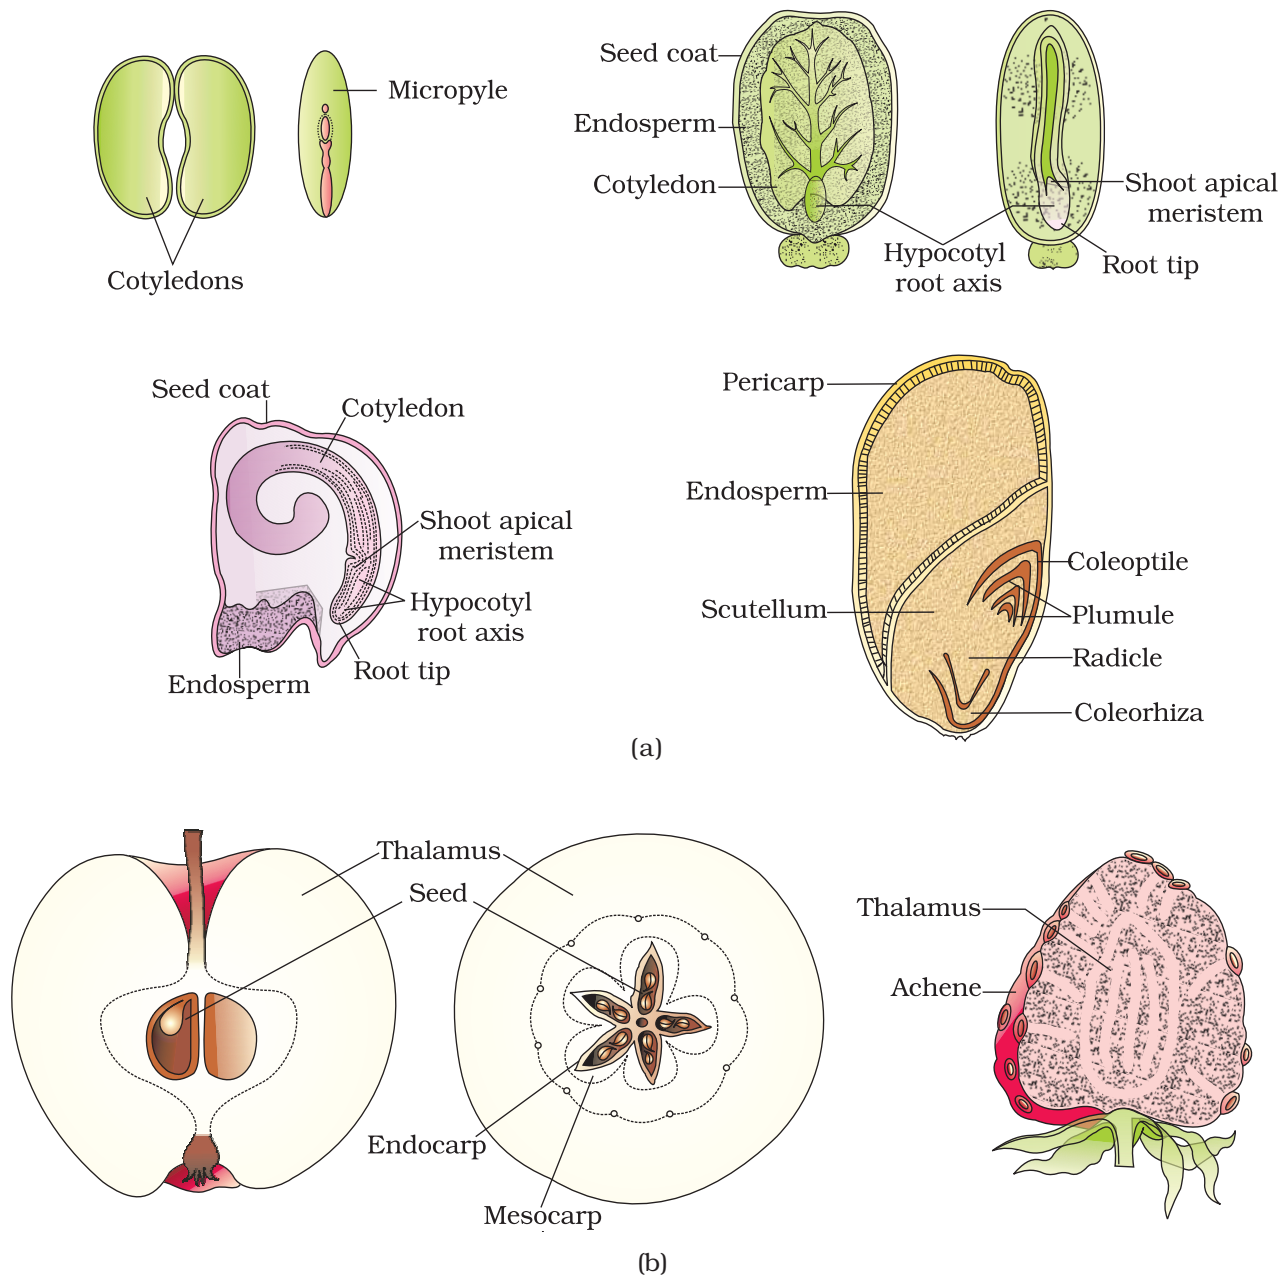 Micropyle
Cotyledons
Seed coat
Endosperm
Cotyledon
Hypocotyl
root axis
Shoot apical
meristem
Root tip
Seed coat
Cotyledon
Shoot apical
meristem
Hypocotyl
root axis
Root tip
Endosperm
Pericarp
Endosperm
Scutellum
Coleoptile
Plumule
Radicle
Coleorhiza
(a)
Thalamus
Seed
Endocarp
Mesocarp
Thalamus
Achene
(b)